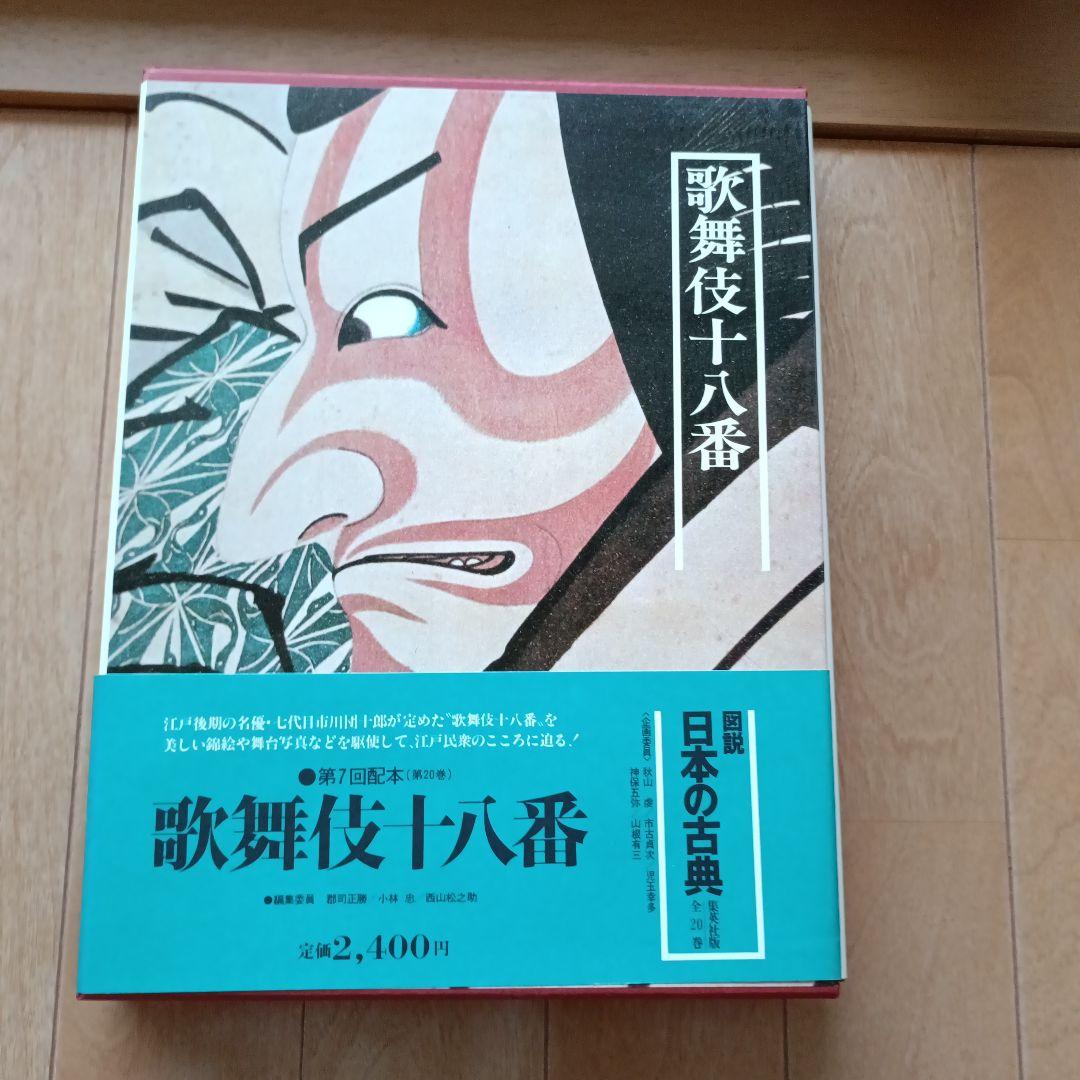 歌舞伎十八番
江戸後期の名優・七代目市川団十郎が定めた〝歌舞伎十八番〟を
美しい錦絵や舞台写真などを駆使して、江戸民衆のこころに迫る!
●第7回配本(第20巻)
歌舞伎十八番
●編集委員 郡司正勝/小林 忠/西山松之助
定価2,400円
図説
日本の古典
集英社版
全20巻
〈企画委員〉秋山 虔 市古貞次/児玉幸多
神保五弥 山根有三